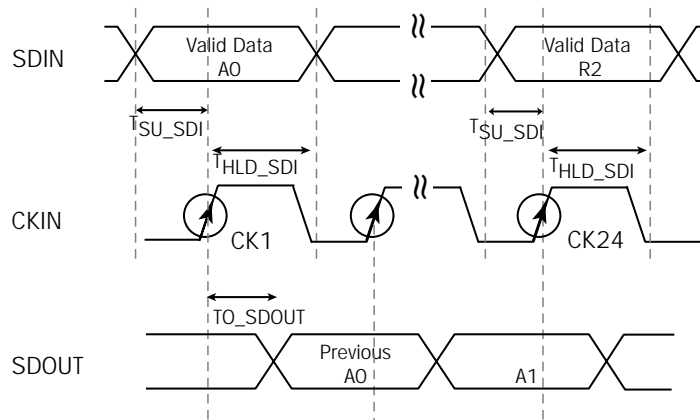 SDIN
Valid Data
A0
Valid Data
R2
TSU_SDI
TSU_SDI
THLD_SDI
THLD_SDI
CKIN
CK1
CK24
TO_SDOUT
SDOUT
Previous
A0
A1